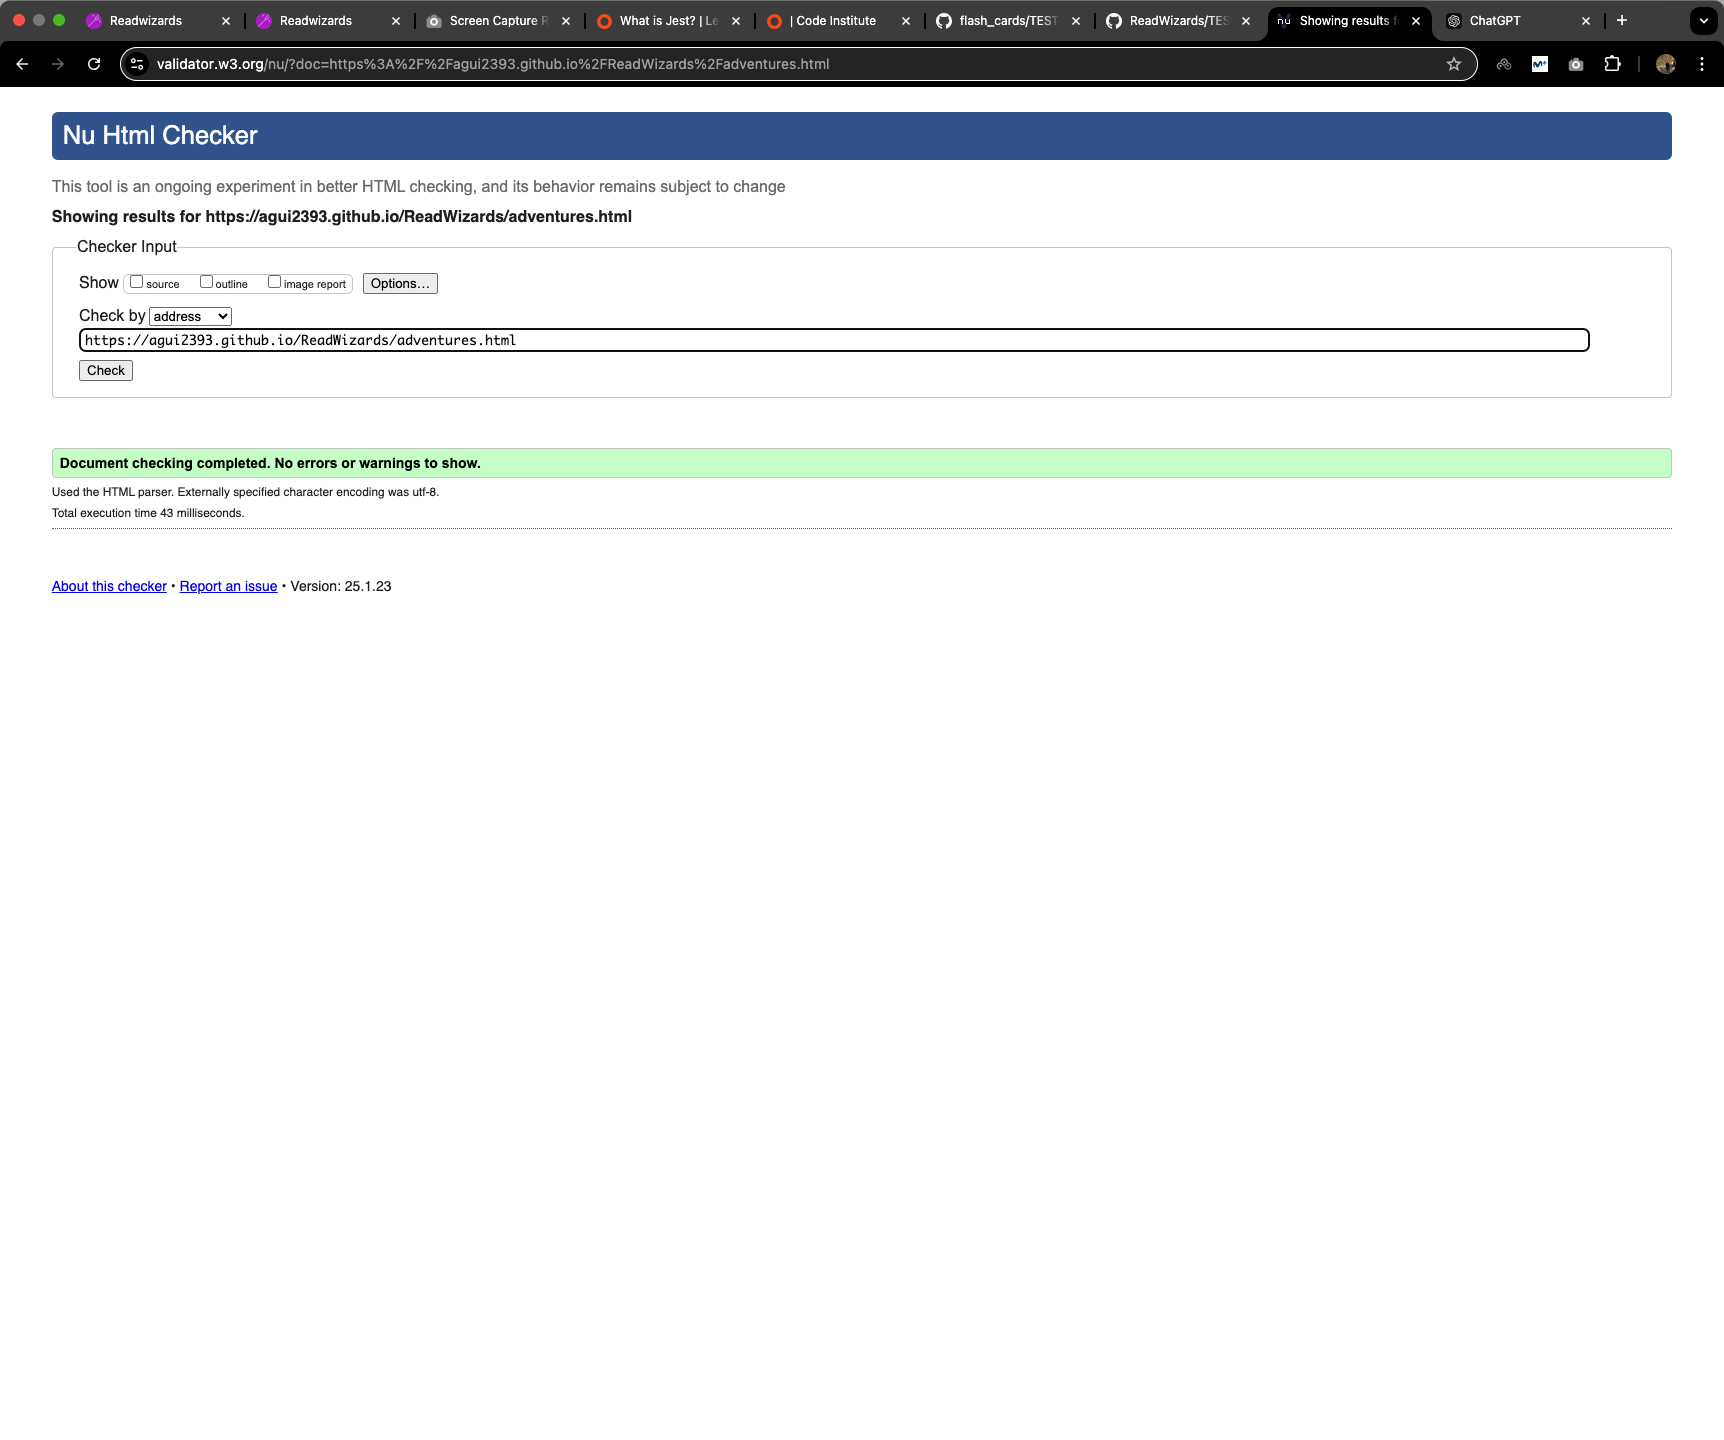 Readwizards
Readwizards
Screen Capture R
What is Jest? | Le
| Code Institute
flash_cards/TEST
ReadWizards/TES
nu
Showing results f
ChatGPT
validator.w3.org/nu/?doc=https%3A%2F%2Fagui2393.github.io%2FReadWizards%2Fadventures.html
Nu Html Checker
This tool is an ongoing experiment in better HTML checking, and its behavior remains subject to change
Showing results for https://agui2393.github.io/ReadWizards/adventures.html
Checker Input
Show source outline image report Options...
Check by address
https://agui2393.github.io/ReadWizards/adventures.html
Check
Document checking completed. No errors or warnings to show.
Used the HTML parser. Externally specified character encoding was utf-8.
Total execution time 43 milliseconds.
About this checker • Report an issue • Version: 25.1.23